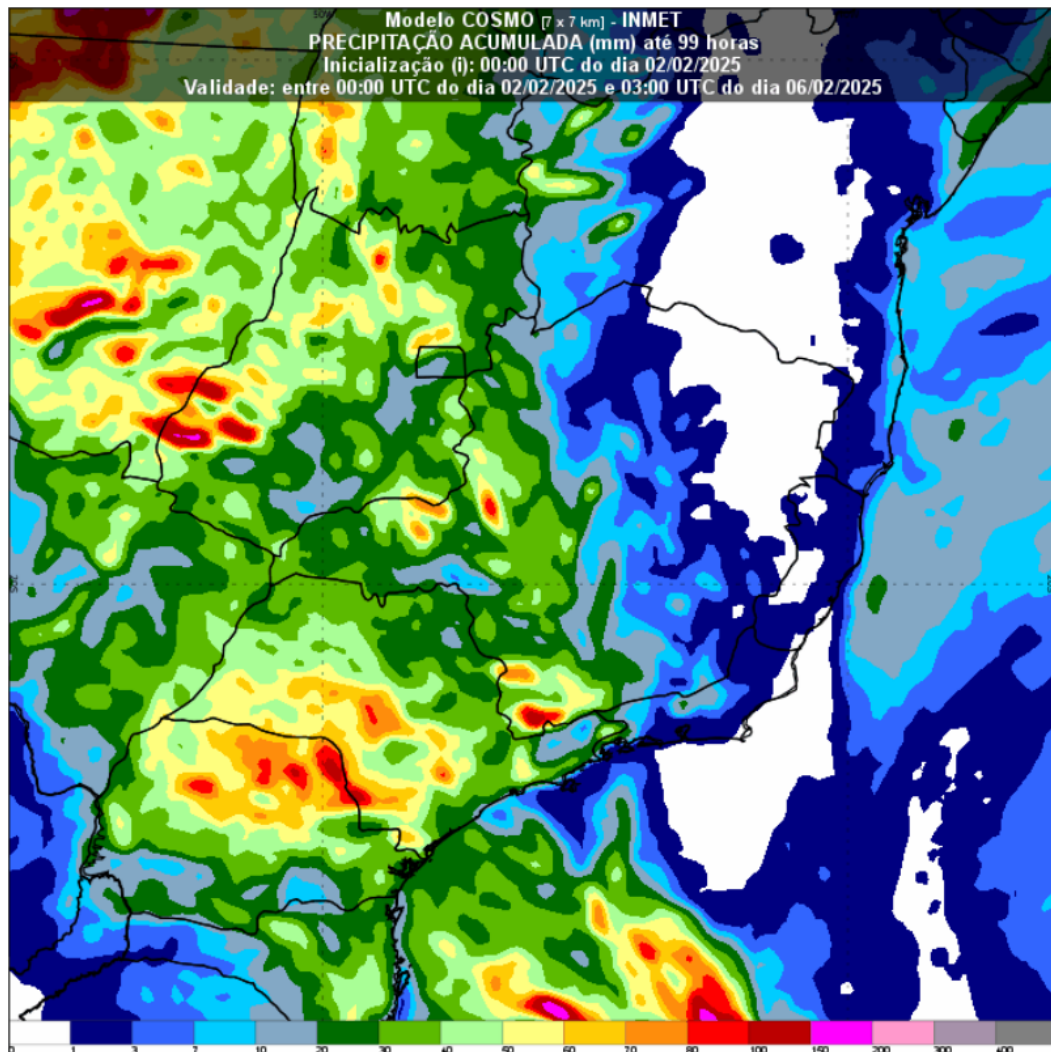 Modelo COSMO [7 x 7 km] - INMET
PRECIPITAÇÃO ACUMULADA (mm) até 99 horas
Inicialização (i): 00:00 UTC do dia 02/02/2025
Validade: entre 00:00 UTC do dia 02/02/2025 e 03:00 UTC do dia 06/02/2025
50W
0 1 3 7 10 20 30 40 50 60 70 80 100 150 200 300 400